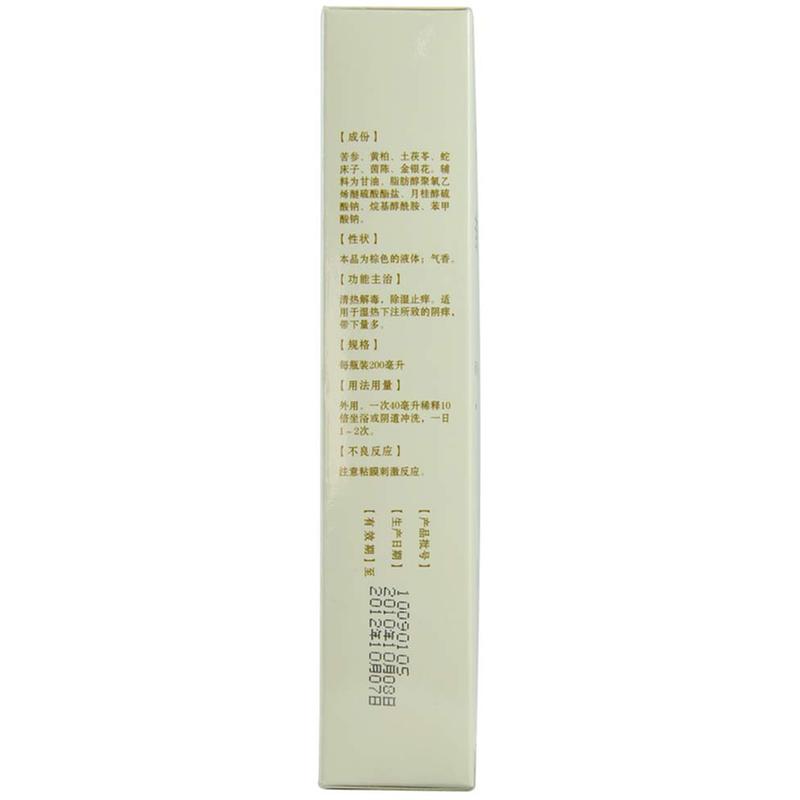 【成份】
苦参、黄柏、土茯苓、蛇
床子、茵陈、金银花。辅
料为甘油、脂肪醇聚氧乙
烯醚硫酸酯盐、月桂醇硫
酸钠、烷基醇酰胺、苯甲
酸钠。
【性状】
本品为棕色的液体；气香。
【功能主治】
清热解毒，除湿止痒。适
用于湿热下注所致的阴痒，
带下量多。
【规格】
每瓶装200毫升
【用法用量】
外用。一次40毫升稀释10
倍坐浴或阴道冲洗，一日
1~2次。
【不良反应】
注意粘膜刺激反应。
【产品批号】 10090105
【生产日期】 2010年10月08日
【有效期】至 2012年10月07日